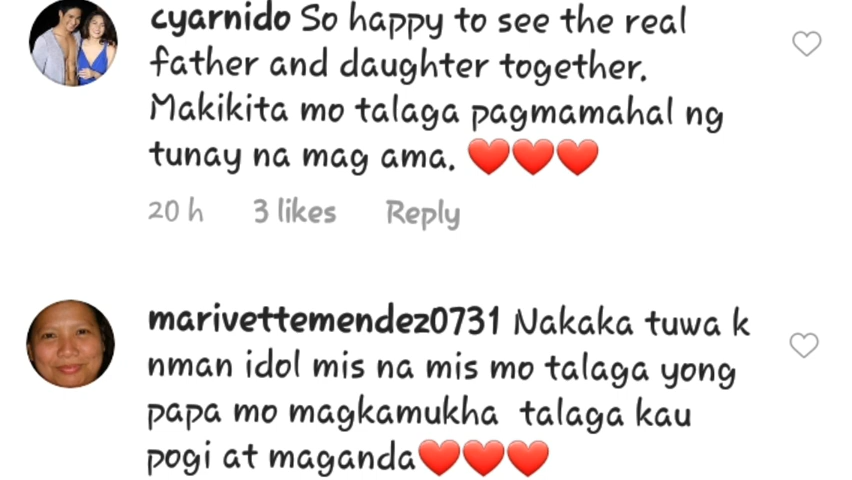 cyarnido So happy to see the real
father and daughter together.
Makikita mo talaga pagmamahal ng
tunay na mag ama. ❤️❤️❤️
20 h 3 likes Reply
marivettemendez0731 Nakaka tuwa k
nman idol mis na mis mo talaga yong
papa mo magkamukha talaga kau
pogi at maganda❤️❤️❤️